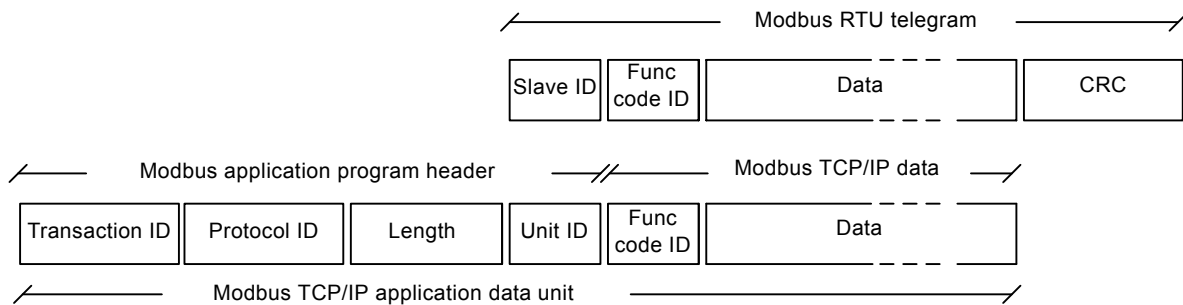 Modbus RTU telegram
Slave ID
Func
code ID
Data
CRC
Modbus application program header
Modbus TCP/IP data
Transaction ID
Protocol ID
Length
Unit ID
Func
code ID
Data
Modbus TCP/IP application data unit